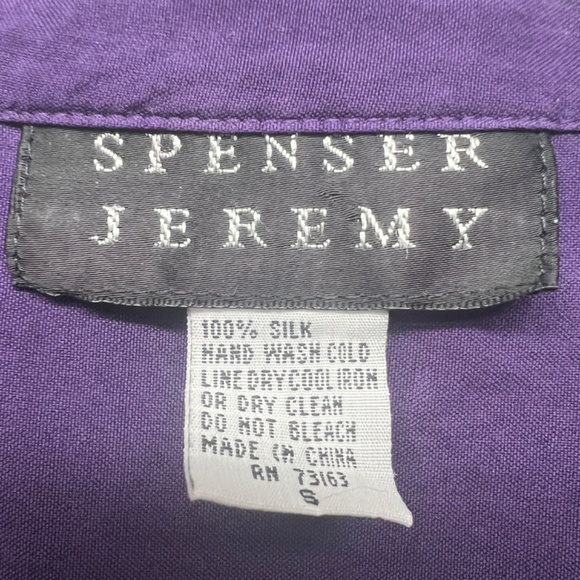 SPENSER
JEREMY
100% SILK
HAND WASH COLD
LINE DRY COOL IRON
OR DRY CLEAN
DO NOT BLEACH
MADE IN CHINA
RN 73163
S